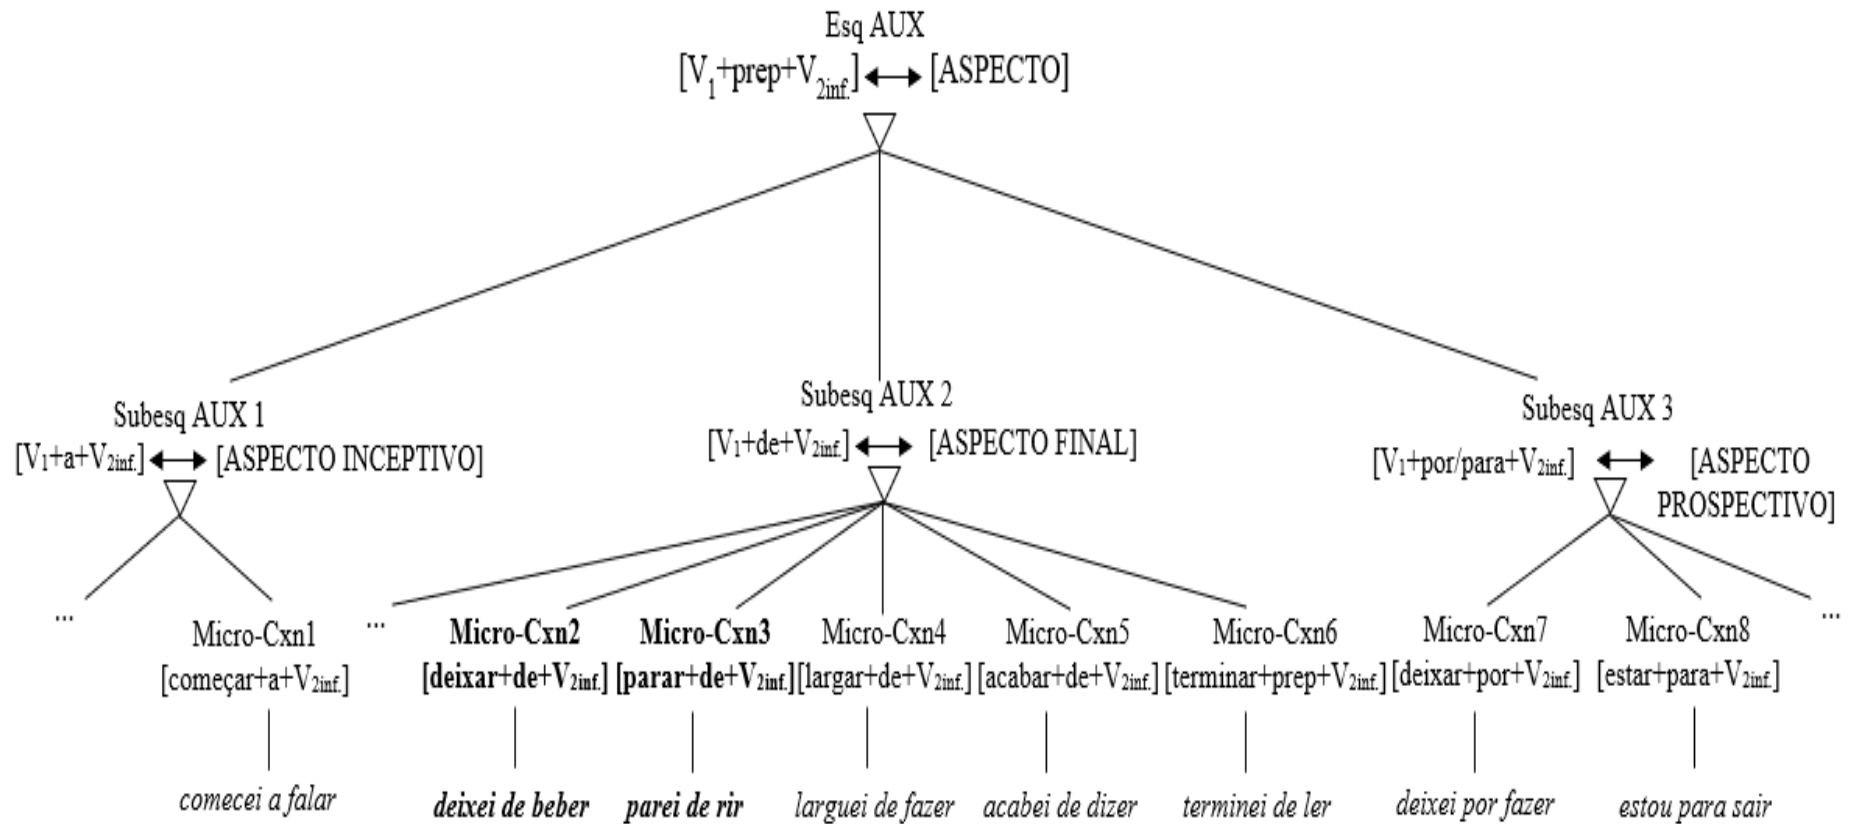 Esq AUX
[V₁+prep+V₂inf.] ↔ [ASPECTO]
Subesq AUX 1
[V₁+a+V₂inf.] ↔ [ASPECTO INCEPTIVO]
Subesq AUX 2
[V₁+de+V₂inf.] ↔ [ASPECTO FINAL]
Subesq AUX 3
[V₁+por/para+V₂inf.] ↔ [ASPECTO
PROSPECTIVO]
...
Micro-Cxn1
[começar+a+V₂inf.]
comecei a falar
...
Micro-Cxn2
[deixar+de+V₂inf.]
deixei de beber
Micro-Cxn3
[parar+de+V₂inf.]
parei de rir
Micro-Cxn4
[largar+de+V₂inf.]
larguei de fazer
Micro-Cxn5
[acabar+de+V₂inf.]
acabei de dizer
Micro-Cxn6
[terminar+prep+V₂inf.]
terminei de ler
Micro-Cxn7
[deixar+por+V₂inf.]
deixei por fazer
Micro-Cxn8
[estar+para+V₂inf.]
estou para sair
...